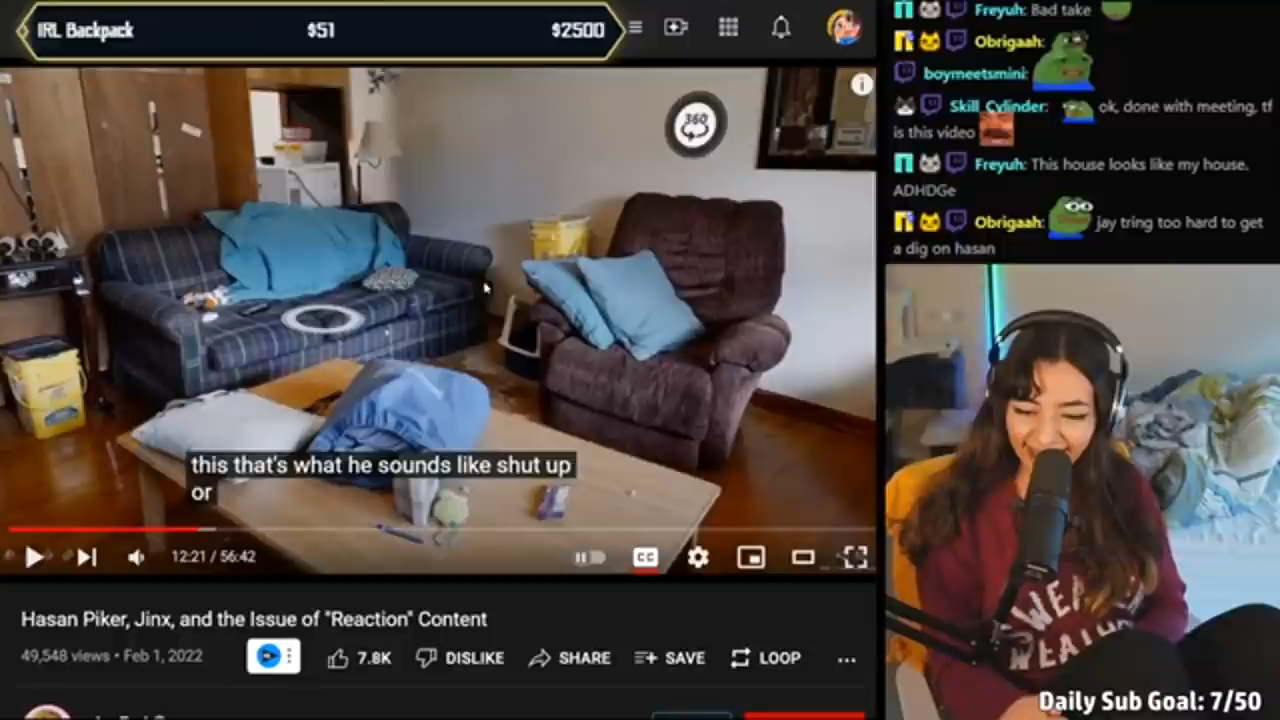 IRL Backpack $51 $2500
360
this that's what he sounds like shut up
or
12:21 / 56:42
CC
Hasan Piker, Jinx, and the Issue of "Reaction" Content
49,548 views • Feb 1, 2022
7.8K DISLIKE SHARE SAVE LOOP
Freyuh: Bad take
Obrigaah:
boymeetsmini:
Skill_Cylinder: ok, done with meeting, tf
is this video
Freyuh: This house looks like my house.
ADHDGe
Obrigaah: jay tring too hard to get
a dig on hasan
Daily Sub Goal: 7/50